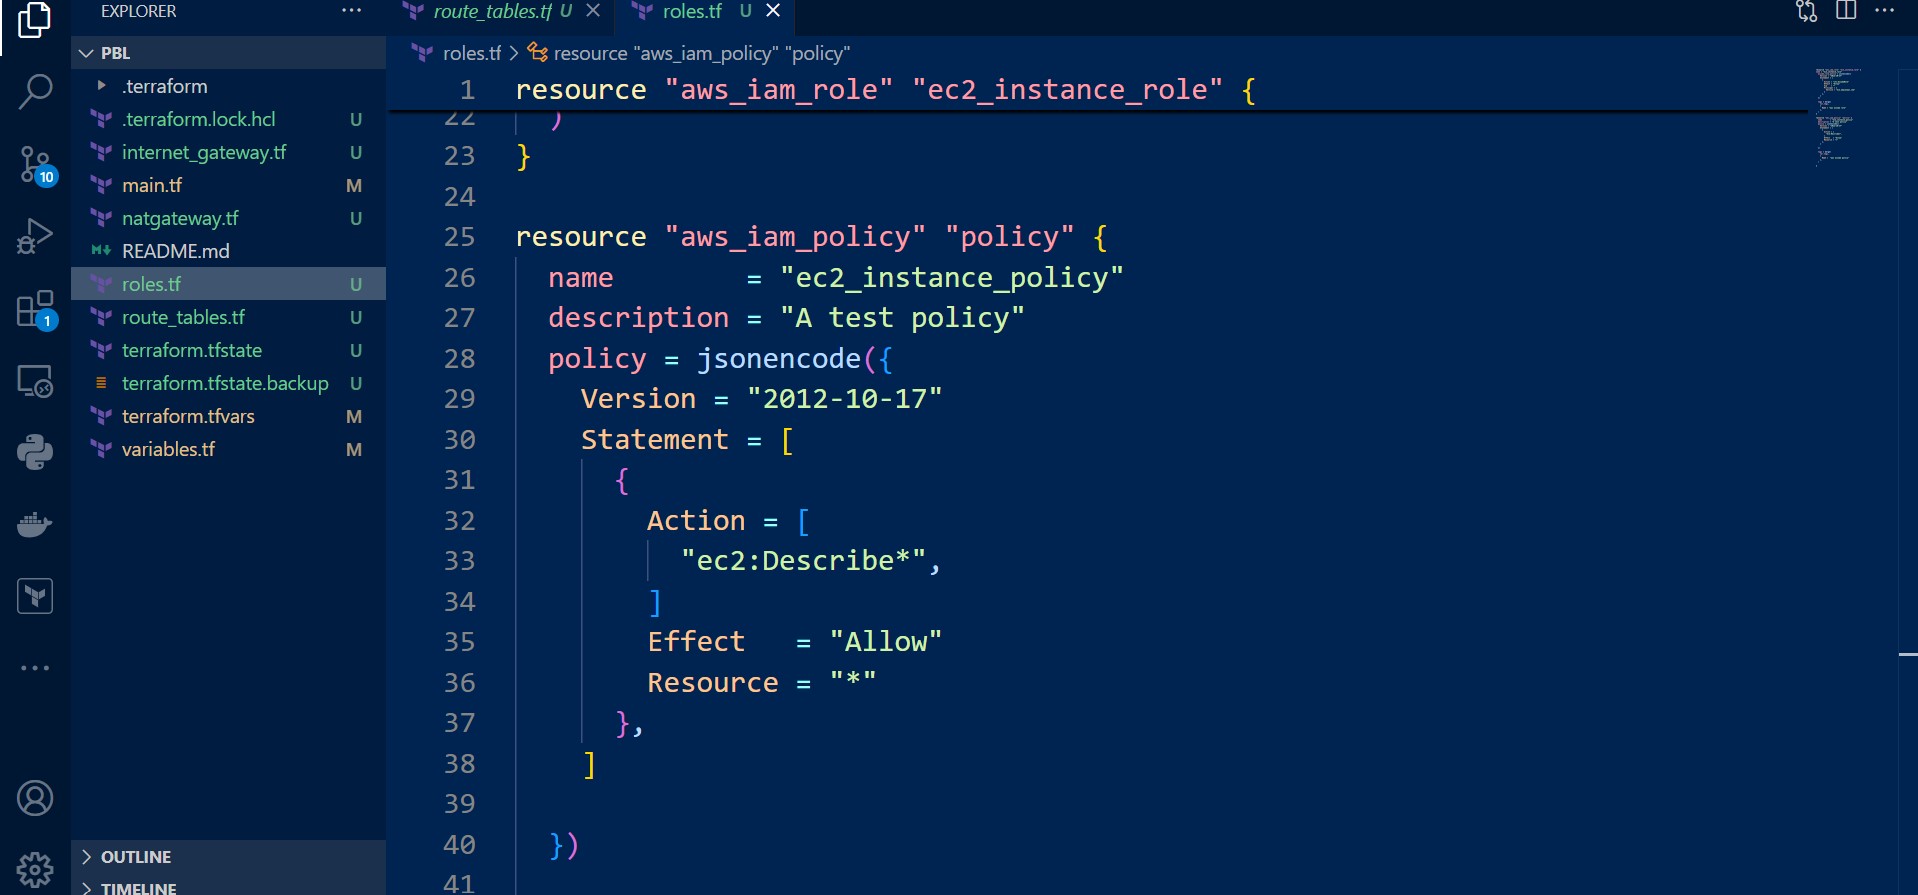 EXPLORER
PBL
.terraform
.terraform.lock.hcl U
internet_gateway.tf U
main.tf M
natgateway.tf U
README.md
roles.tf U
route_tables.tf U
terraform.tfstate U
terraform.tfstate.backup U
terraform.tfvars M
variables.tf M
OUTLINE
TIMELINE
10
1
route_tables.tf U
roles.tf U
roles.tf > resource "aws_iam_policy" "policy"
1 resource "aws_iam_role" "ec2_instance_role" {
22 )
23 }
24
25 resource "aws_iam_policy" "policy" {
26 name = "ec2_instance_policy"
27 description = "A test policy"
28 policy = jsonencode({
29 Version = "2012-10-17"
30 Statement = [
31 {
32 Action = [
33 "ec2:Describe*",
34 ]
35 Effect = "Allow"
36 Resource = "*"
37 },
38 ]
39
40 })
41